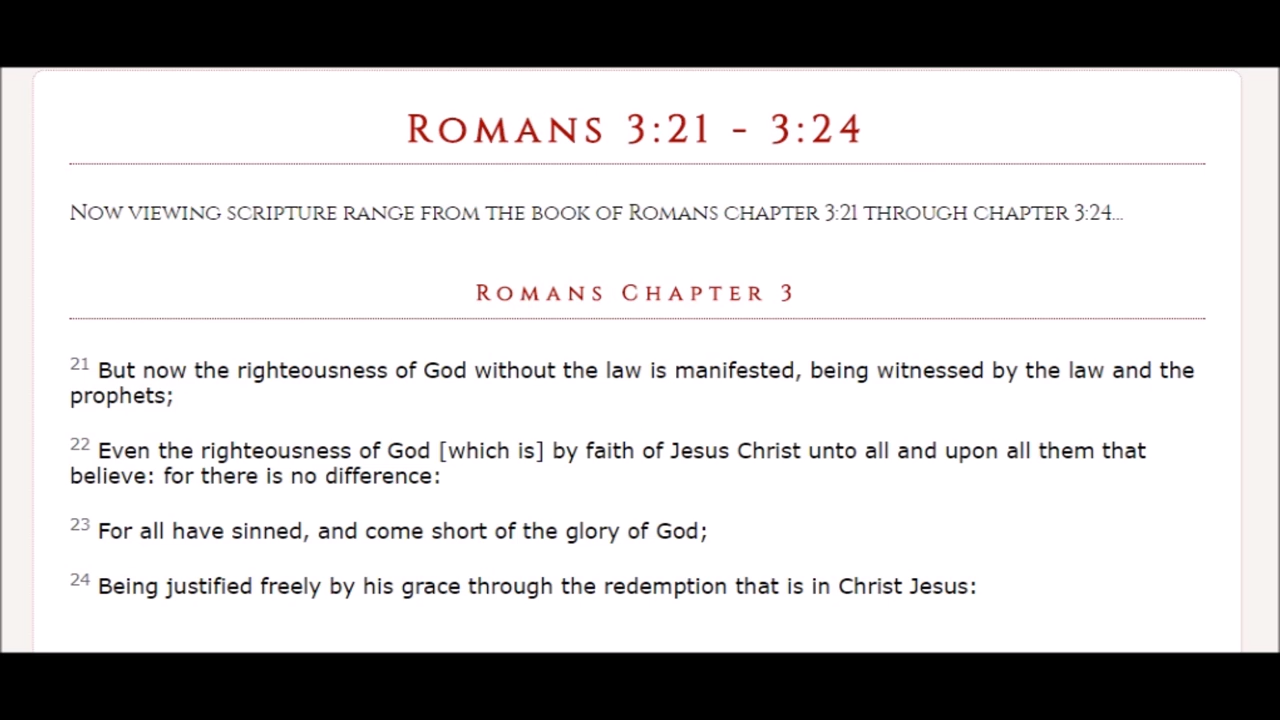 Romans 3:21 - 3:24
Now viewing scripture range from the book of Romans chapter 3:21 through chapter 3:24...
Romans Chapter 3
21 But now the righteousness of God without the law is manifested, being witnessed by the law and the
prophets;
22 Even the righteousness of God [which is] by faith of Jesus Christ unto all and upon all them that
believe: for there is no difference:
23 For all have sinned, and come short of the glory of God;
24 Being justified freely by his grace through the redemption that is in Christ Jesus: